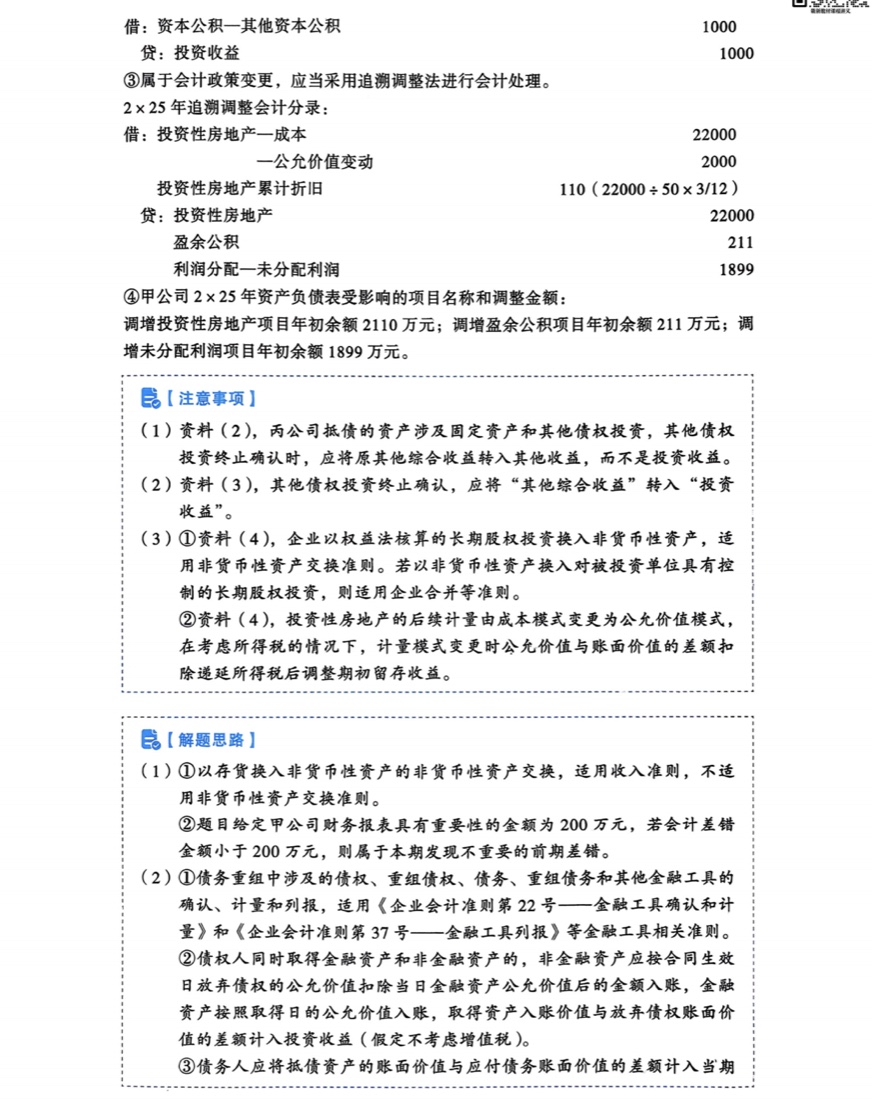 借：资本公积—其他资本公积 1000
贷：投资收益 1000
③属于会计政策变更，应当采用追溯调整法进行会计处理。
2×25年追溯调整会计分录：
借：投资性房地产—成本 22000
—公允价值变动 2000
投资性房地产累计折旧 110（22000÷50×3/12）
贷：投资性房地产 22000
盈余公积 211
利润分配—未分配利润 1899
④甲公司2×25年资产负债表受影响的项目名称和调整金额：
调增投资性房地产项目年初余额2110万元；调增盈余公积项目年初余额211万元；调
增未分配利润项目年初余额1899万元。
【注意事项】
（1）资料（2），丙公司抵债的资产涉及固定资产和其他债权投资，其他债权
投资终止确认时，应将原其他综合收益转入其他收益，而不是投资收益。
（2）资料（3），其他债权投资终止确认，应将“其他综合收益”转入“投资
收益”。
（3）①资料（4），企业以权益法核算的长期股权投资换入非货币性资产，适
用非货币性资产交换准则。若以非货币性资产换入对被投资单位具有控
制的长期股权投资，则适用企业合并等准则。
②资料（4），投资性房地产的后续计量由成本模式变更为公允价值模式，
在考虑所得税的情况下，计量模式变更时公允价值与账面价值的差额扣
除递延所得税后调整期初留存收益。
【解题思路】
（1）①以存货换入非货币性资产的非货币性资产交换，适用收入准则，不适
用非货币性资产交换准则。
②题目给定甲公司财务报表具有重要性的金额为200万元，若会计差错
金额小于200万元，则属于本期发现不重要的前期差错。
（2）①债务重组中涉及的债权、重组债权、债务、重组债务和其他金融工具的
确认、计量和列报，适用《企业会计准则第22号——金融工具确认和计
量》和《企业会计准则第37号——金融工具列报》等金融工具相关准则。
②债权人同时取得金融资产和非金融资产的，非金融资产应按合同生效
日放弃债权的公允价值扣除当日金融资产公允价值后的金额入账，金融
资产按照取得日的公允价值入账，取得资产入账价值与放弃债权账面价
值的差额计入投资收益（假定不考虑增值税）。
③债务人应将抵债资产的账面价值与应付债务账面价值的差额计入当期